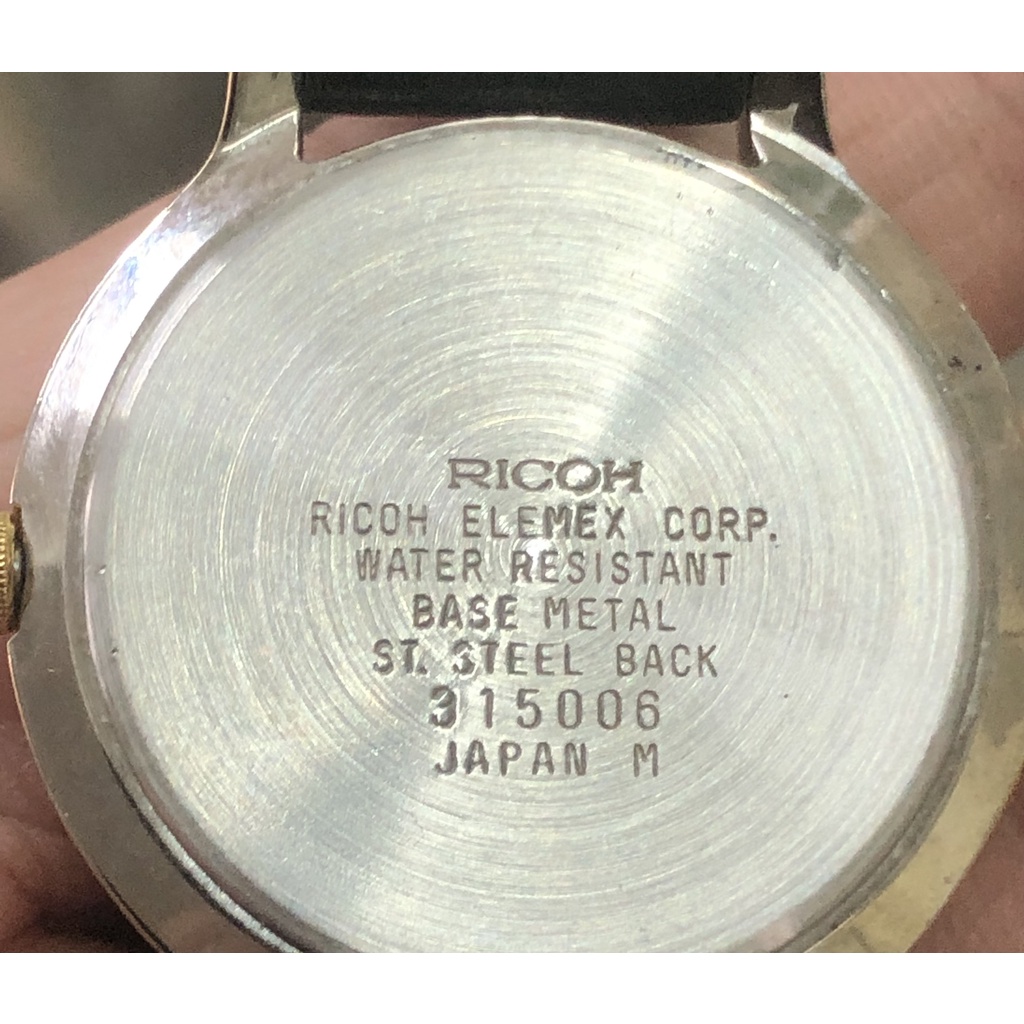 RICOH
RICOH ELEMEX CORP.
WATER RESISTANT
BASE METAL
ST. STEEL BACK
315006
JAPAN M